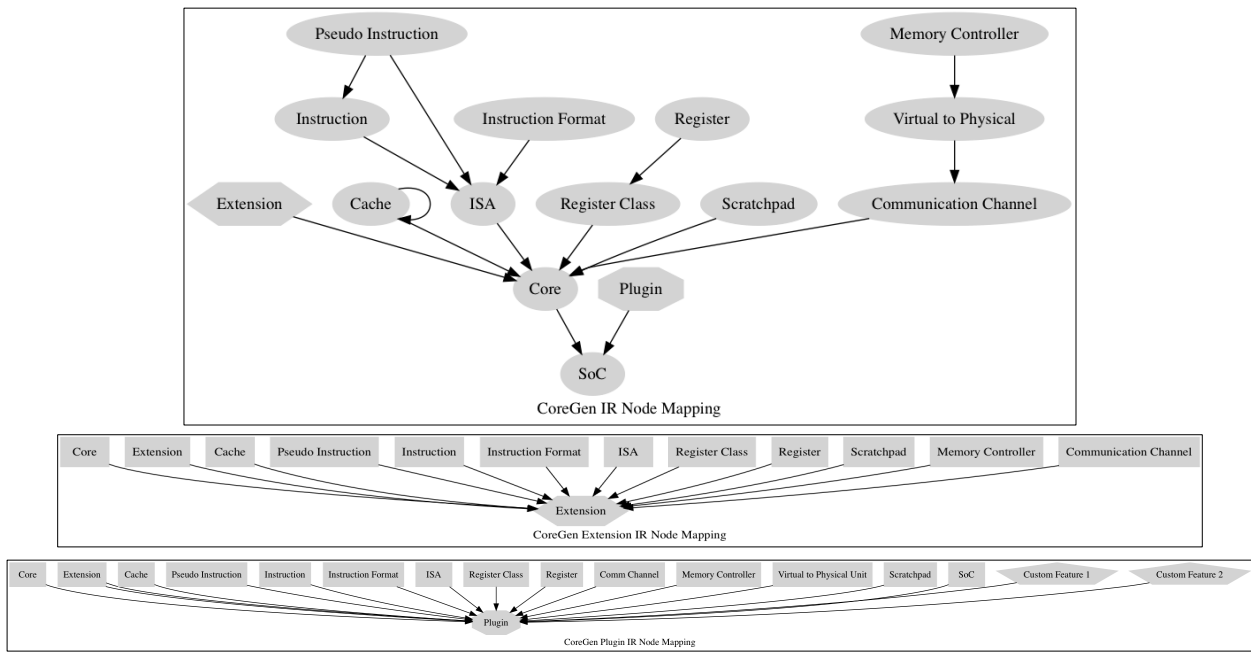 Pseudo Instruction
Memory Controller
Instruction
Instruction Format
Register
Virtual to Physical
Extension
Cache
ISA
Register Class
Scratchpad
Communication Channel
Core
Plugin
SoC
CoreGen IR Node Mapping
Core
Extension
Cache
Pseudo Instruction
Instruction
Instruction Format
ISA
Register Class
Register
Scratchpad
Memory Controller
Communication Channel
Extension
CoreGen Extension IR Node Mapping
Core
Extension
Cache
Pseudo Instruction
Instruction
Instruction Format
ISA
Register Class
Register
Comm Channel
Memory Controller
Virtual to Physical Unit
Scratchpad
SoC
Custom Feature 1
Custom Feature 2
Plugin
CoreGen Plugin IR Node Mapping